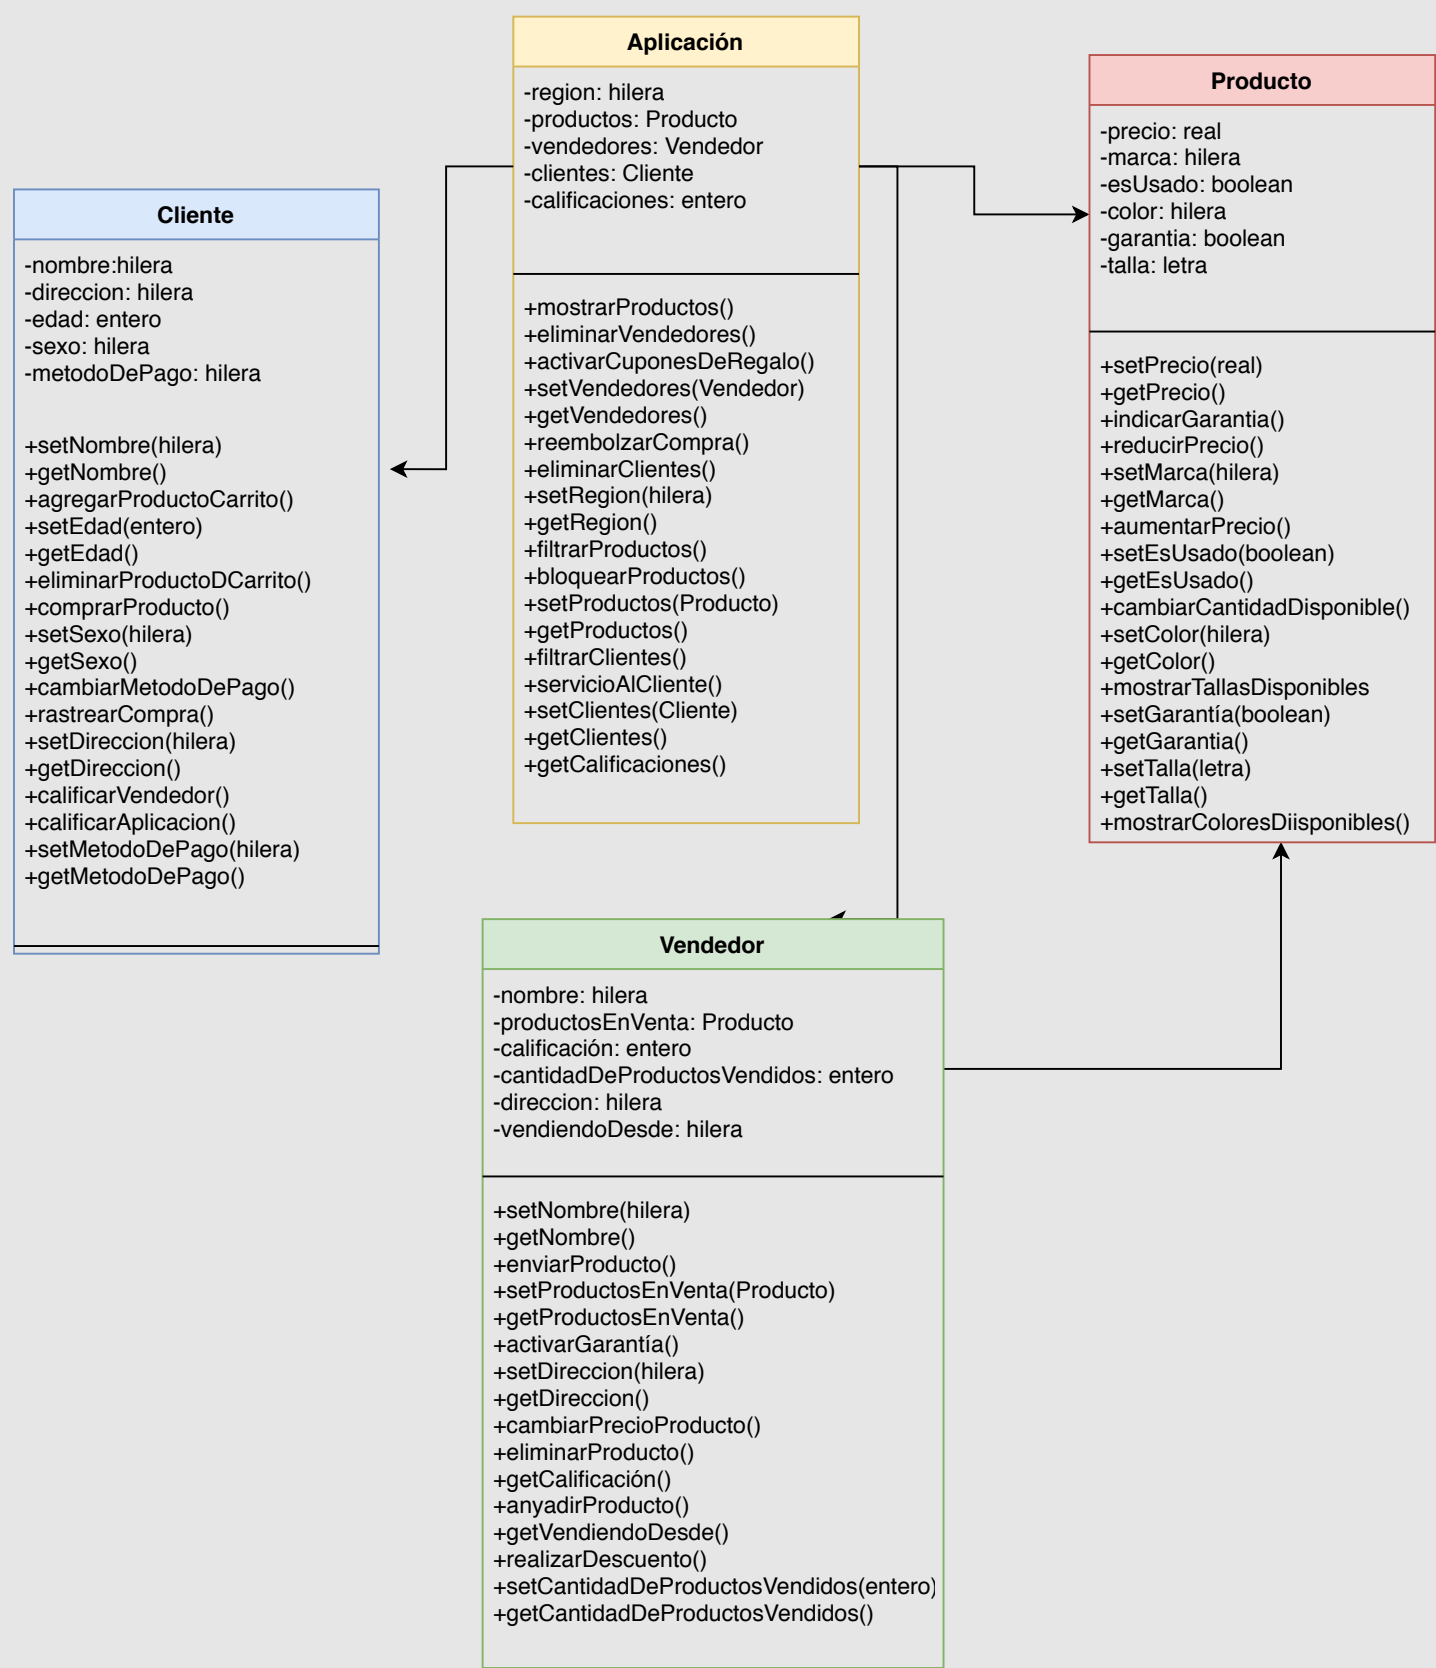 Aplicación
-region: hilera
-productos: Producto
-vendedores: Vendedor
-clientes: Cliente
-calificaciones: entero
+mostrarProductos()
+eliminarVendedores()
+activarCuponesDeRegalo()
+setVendedores(Vendedor)
+getVendedores()
+reembolzarCompra()
+eliminarClientes()
+setRegion(hilera)
+getRegion()
+filtrarProductos()
+bloquearProductos()
+setProductos(Producto)
+getProductos()
+filtrarClientes()
+servicioAlCliente()
+setClientes(Cliente)
+getClientes()
+getCalificaciones()
Producto
-precio: real
-marca: hilera
-esUsado: boolean
-color: hilera
-garantia: boolean
-talla: letra
+setPrecio(real)
+getPrecio()
+indicarGarantia()
+reducirPrecio()
+setMarca(hilera)
+getMarca()
+aumentarPrecio()
+setEsUsado(boolean)
+getEsUsado()
+cambiarCantidadDisponible()
+setColor(hilera)
+getColor()
+mostrarTallasDisponibles
+setGarantía(boolean)
+getGarantia()
+setTalla(letra)
+getTalla()
+mostrarColoresDiisponibles()
Cliente
-nombre:hilera
-direccion: hilera
-edad: entero
-sexo: hilera
-metodoDePago: hilera
+setNombre(hilera)
+getNombre()
+agregarProductoCarrito()
+setEdad(entero)
+getEdad()
+eliminarProductoDCarrito()
+comprarProducto()
+setSexo(hilera)
+getSexo()
+cambiarMetodoDePago()
+rastrearCompra()
+setDireccion(hilera)
+getDireccion()
+calificarVendedor()
+calificarAplicacion()
+setMetodoDePago(hilera)
+getMetodoDePago()
Vendedor
-nombre: hilera
-productosEnVenta: Producto
-calificación: entero
-cantidadDeProductosVendidos: entero
-direccion: hilera
-vendiendoDesde: hilera
+setNombre(hilera)
+getNombre()
+enviarProducto()
+setProductosEnVenta(Producto)
+getProductosEnVenta()
+activarGarantía()
+setDireccion(hilera)
+getDireccion()
+cambiarPrecioProducto()
+eliminarProducto()
+getCalificación()
+anyadirProducto()
+getVendiendoDesde()
+realizarDescuento()
+setCantidadDeProductosVendidos(entero)
+getCantidadDeProductosVendidos()